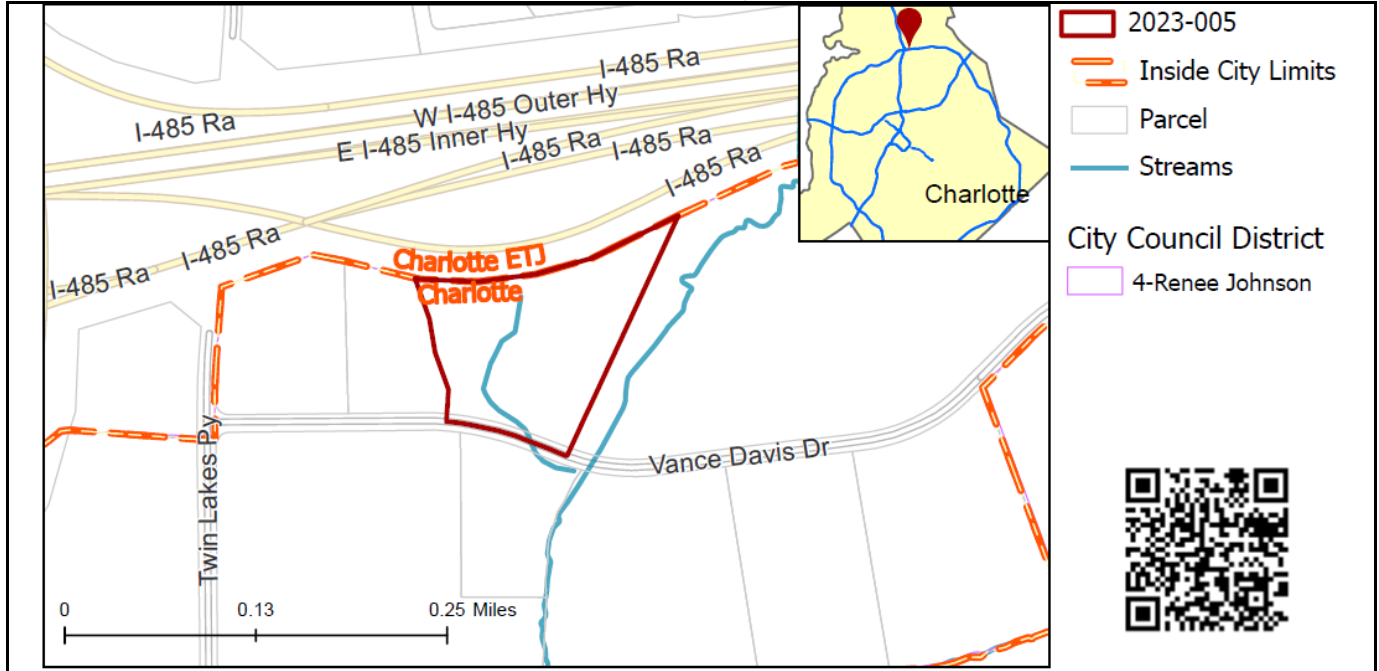 I-485 Ra
W I-485 Outer Hy
I-485 Ra
E I-485 Inner Hy
I-485 Ra
I-485 Ra
I-485 Ra
I-485 Ra
I-485 Ra
Charlotte ETJ
Charlotte
Twin Lakes Py
Vance Davis Dr
0 0.13 0.25 Miles
Charlotte
2023-005
Inside City Limits
Parcel
Streams
City Council District
4-Renee Johnson